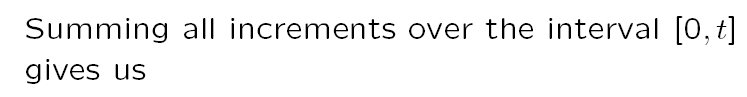 Summing all increments over the interval [0, t]
gives us